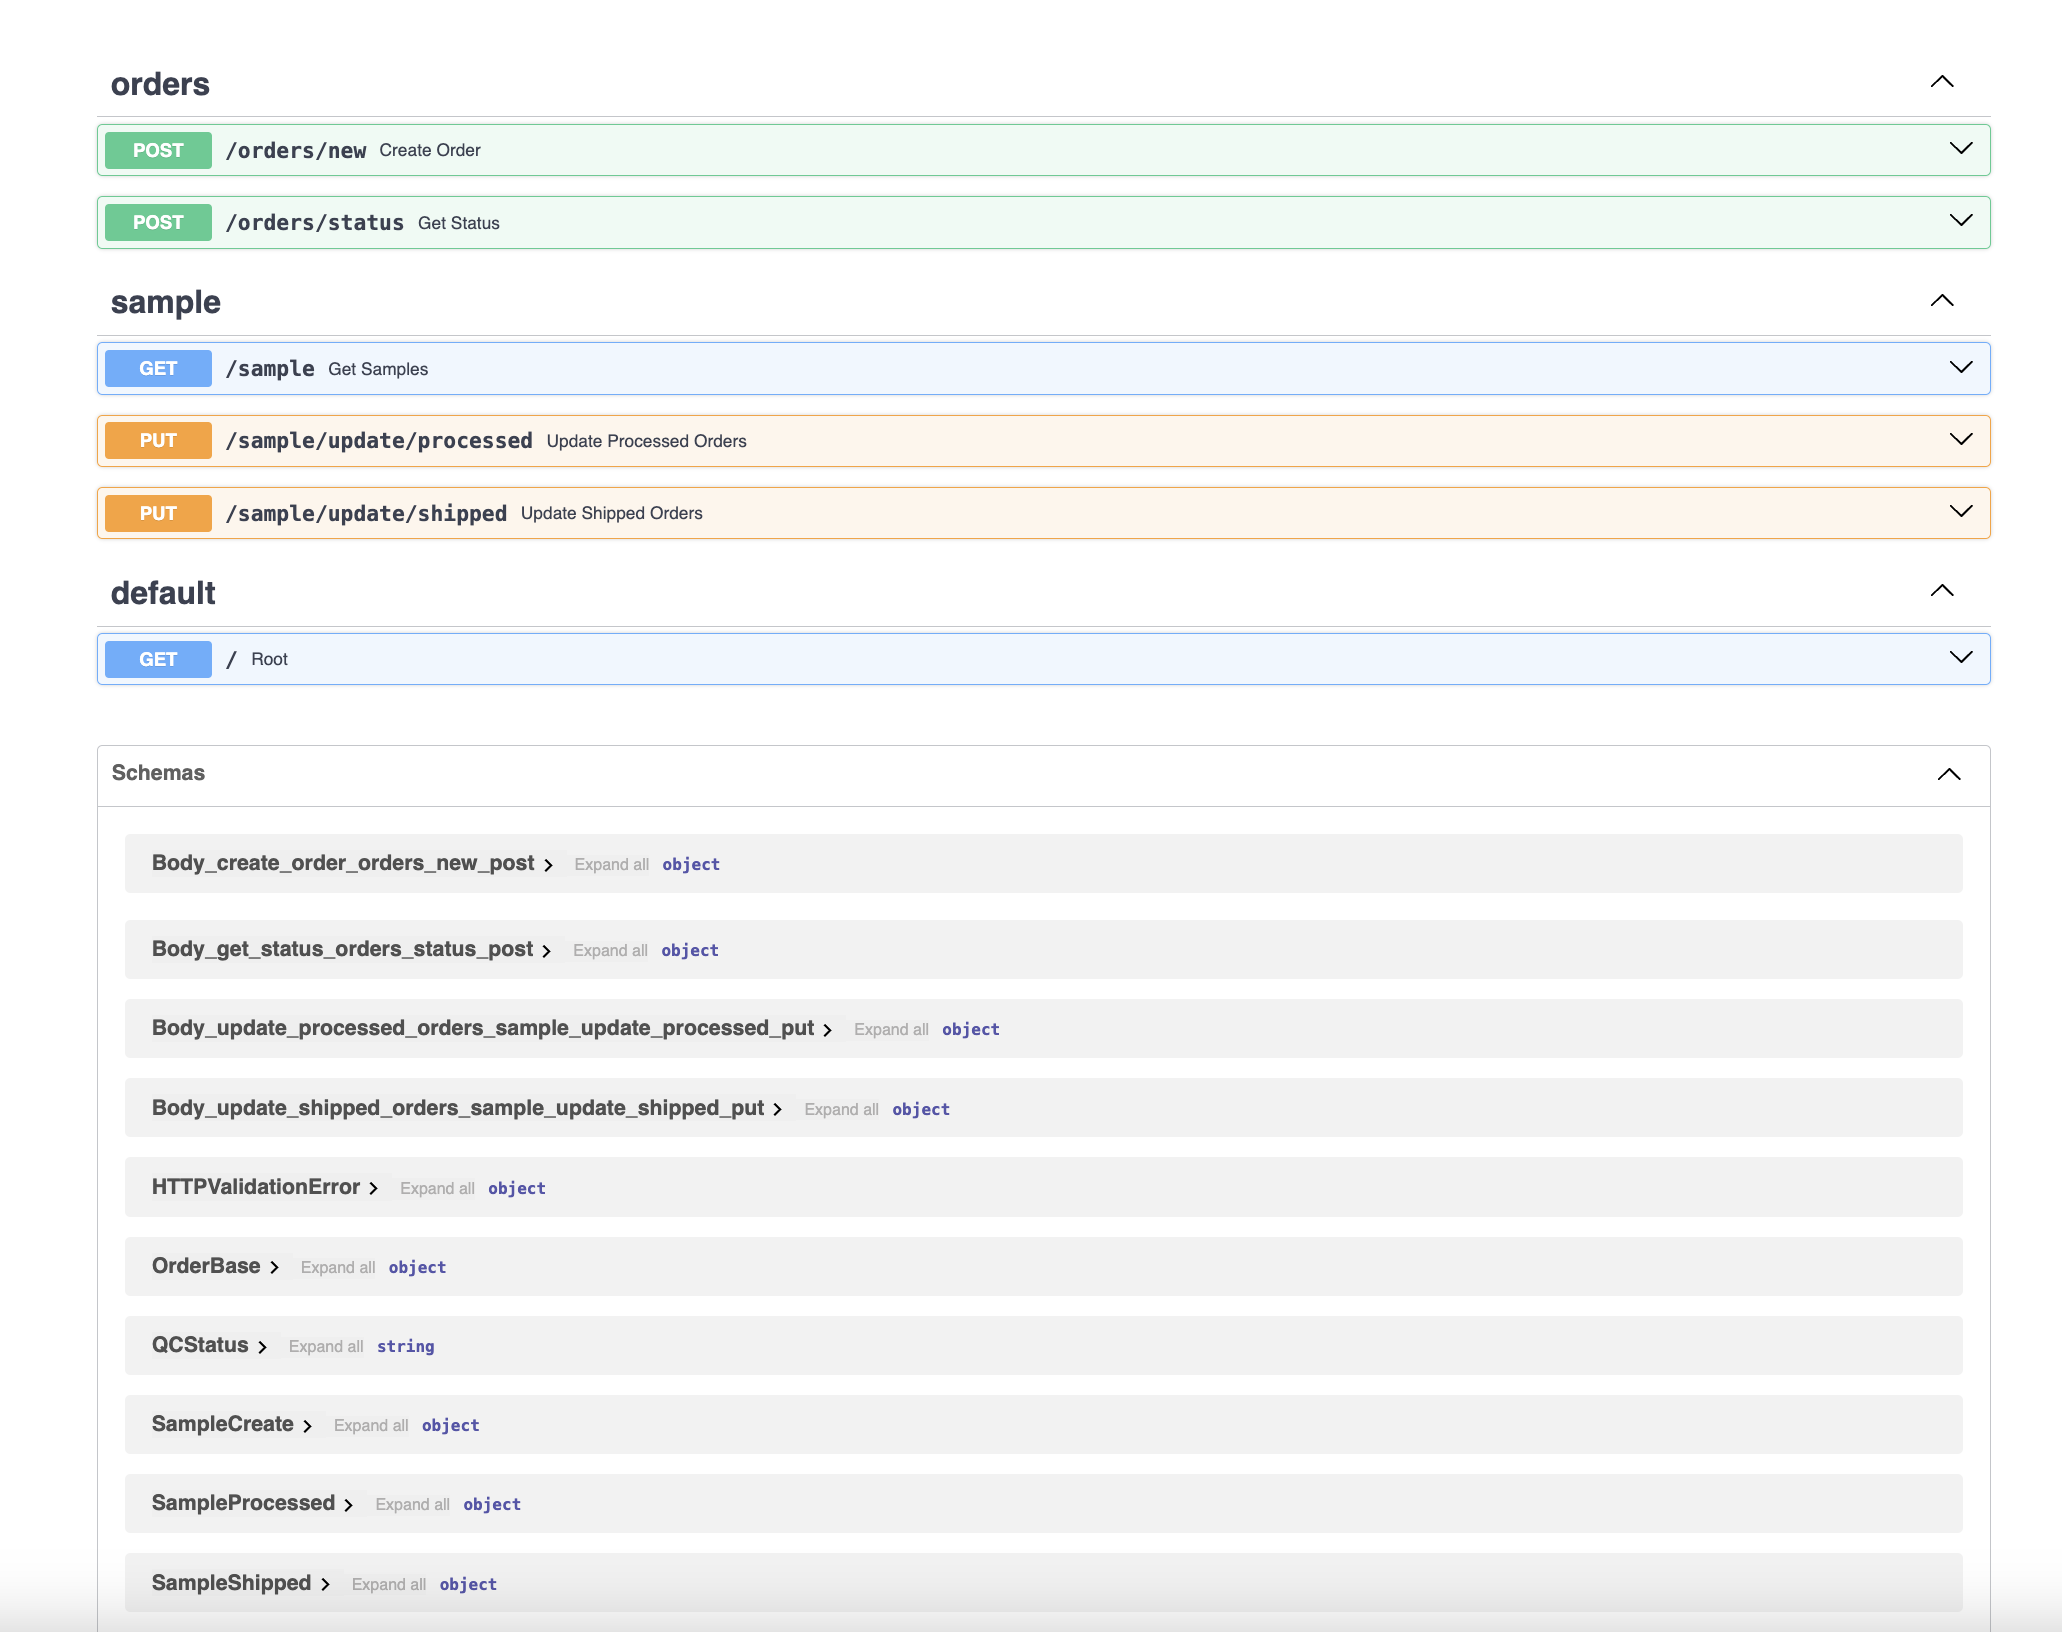 orders
POST /orders/new Create Order
POST /orders/status Get Status
sample
GET /sample Get Samples
PUT /sample/update/processed Update Processed Orders
PUT /sample/update/shipped Update Shipped Orders
default
GET / Root
Schemas
Body_create_order_orders_new_post Expand all object
Body_get_status_orders_status_post Expand all object
Body_update_processed_orders_sample_update_processed_put Expand all object
Body_update_shipped_orders_sample_update_shipped_put Expand all object
HTTPValidationError Expand all object
OrderBase Expand all object
QCStatus Expand all string
SampleCreate Expand all object
SampleProcessed Expand all object
SampleShipped Expand all object